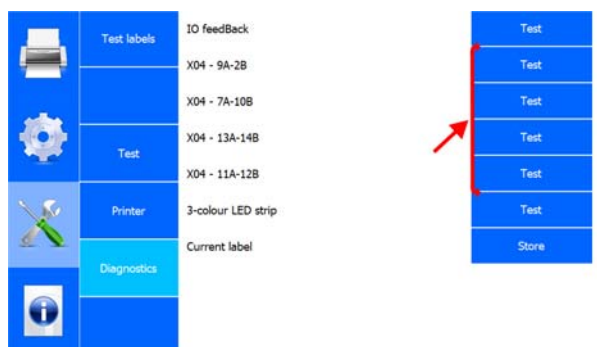 Test labels
Test
Printer
Diagnostics
IO feedBack Test
X04 - 9A-2B Test
X04 - 7A-10B Test
X04 - 13A-14B Test
X04 - 11A-12B Test
3-colour LED strip Test
Current label Store